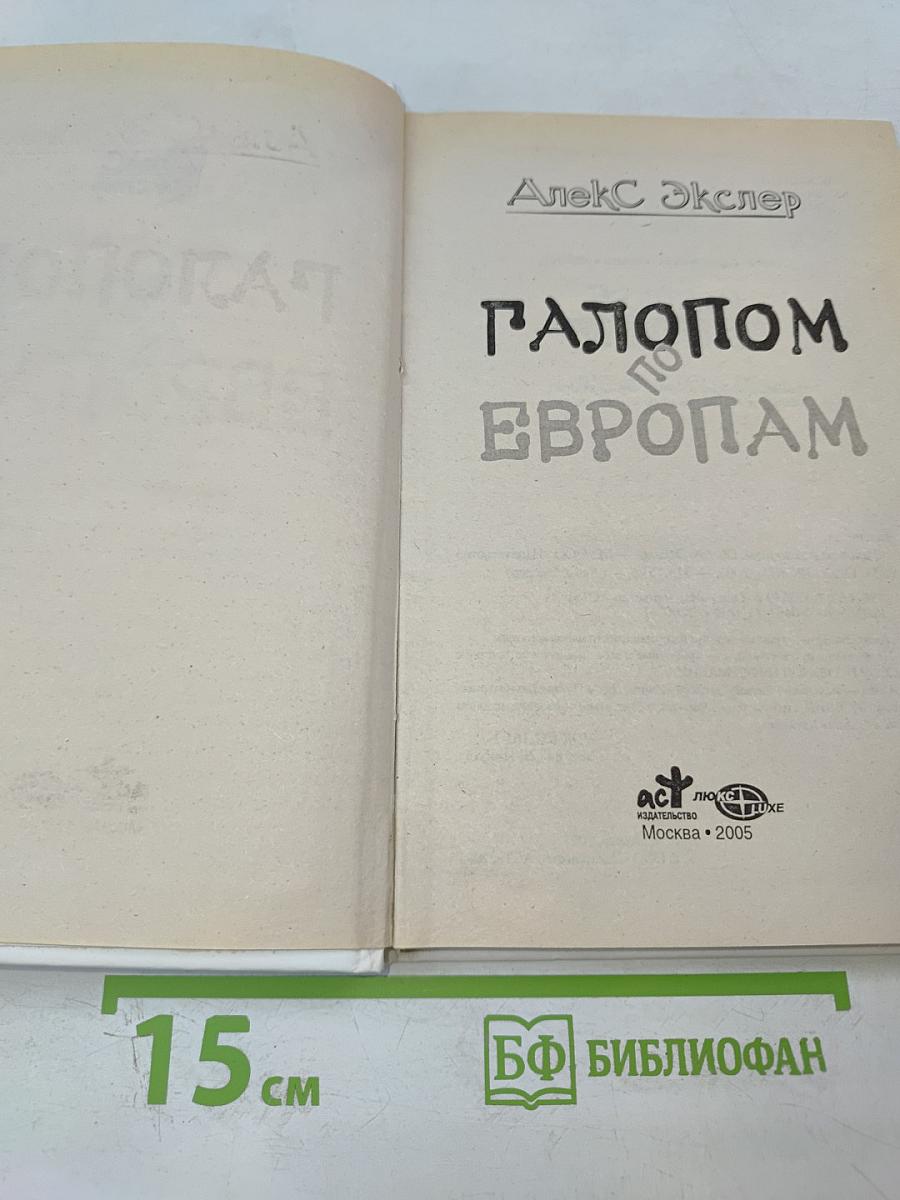 АлекС Экслер
ГАЛОПОМ
ПО
ЕВРОПАМ
аст
ИЗДАТЕЛЬСТВО
ЛЮКС
LUXE
Москва • 2005
15 см
БФ БИБЛИОФАН